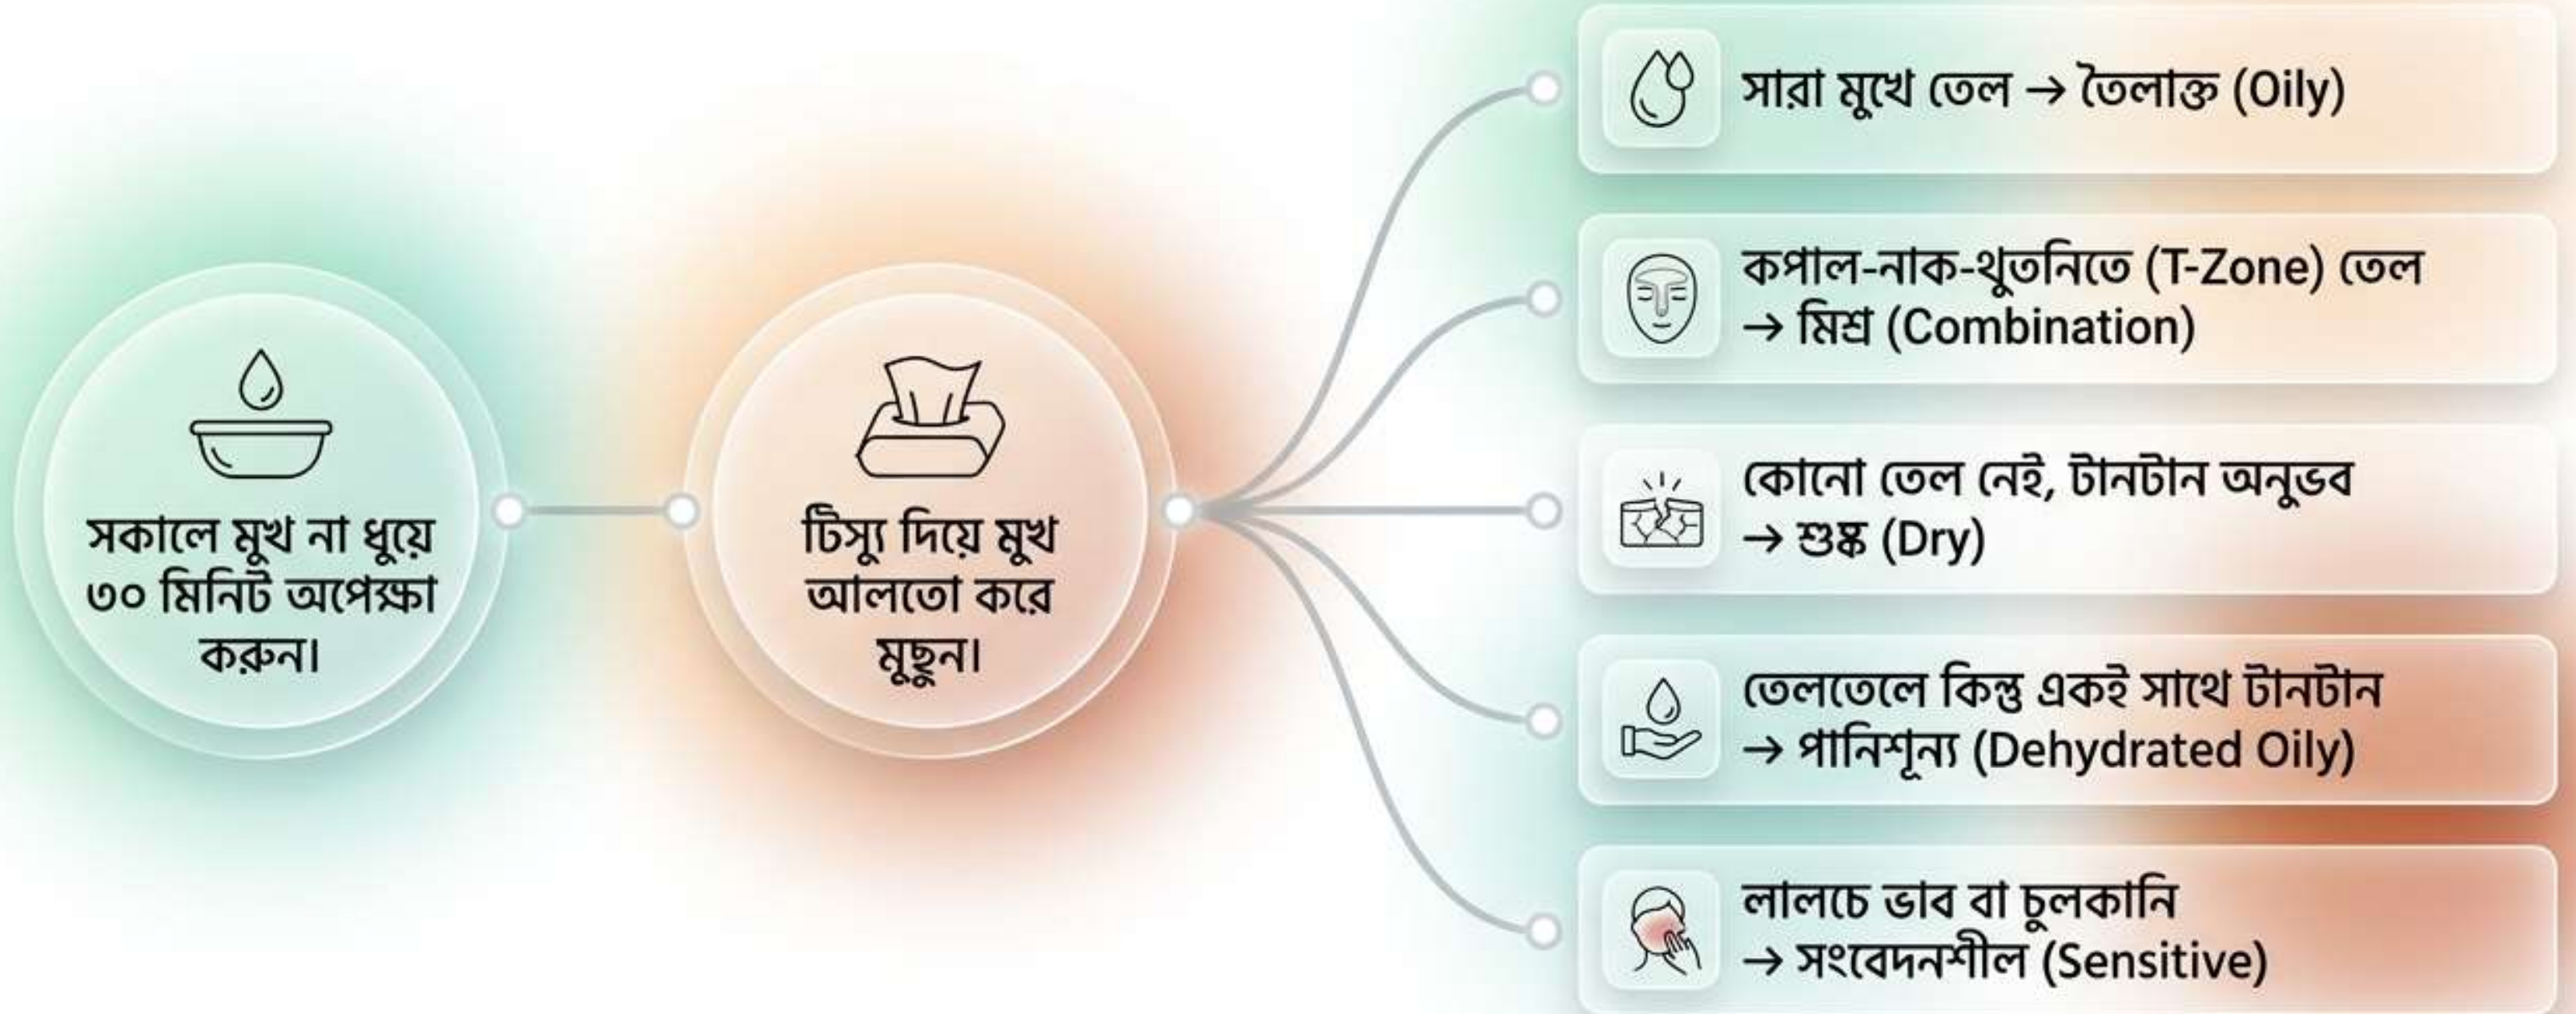 সকালে মুখ না ধুয়ে
৩০ মিনিট অপেক্ষা
করুন।
টিস্যু দিয়ে মুখ
আলতো করে
মুছুন।
সারা মুখে তেল → তৈলাক্ত (Oily)
কপাল-নাক-থুতনিতে (T-Zone) তেল
→ মিশ্র (Combination)
কোনো তেল নেই, টানটান অনুভব
→ শুষ্ক (Dry)
তেলতেলে কিন্তু একই সাথে টানটান
→ পানিশূন্য (Dehydrated Oily)
লালচে ভাব বা চুলকানি
→ সংবেদনশীল (Sensitive)